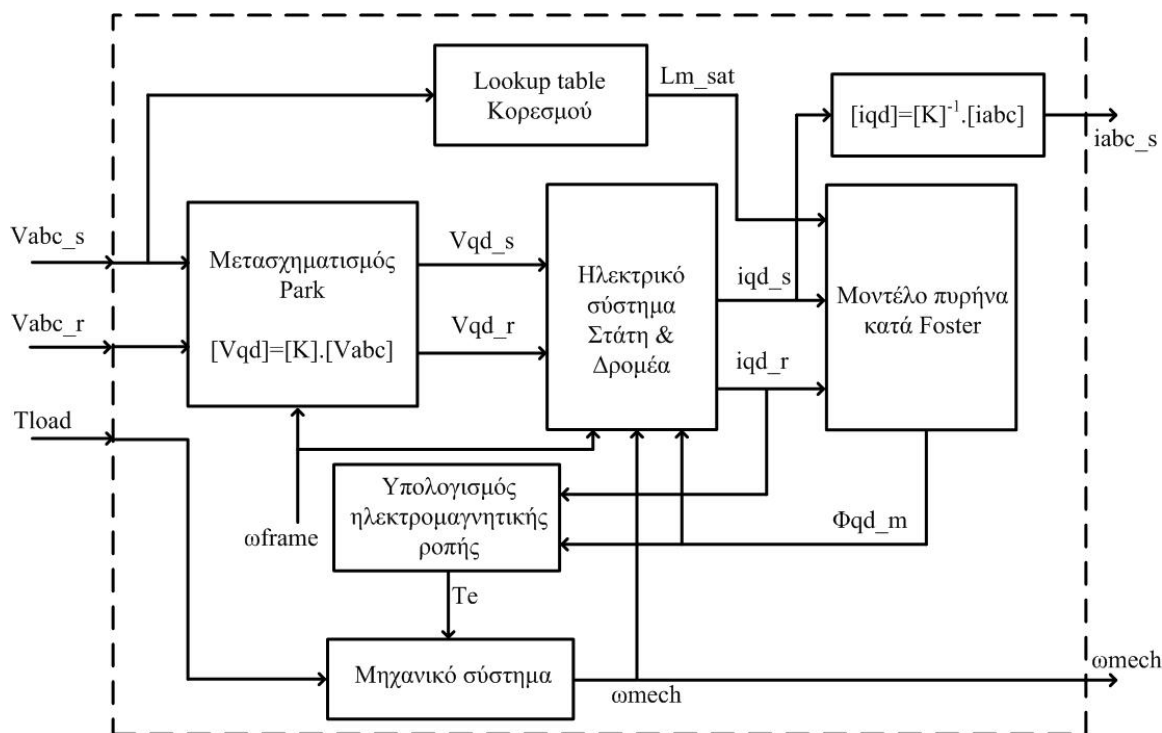 Lookup table
Κορεσμού
Lm_sat
[iqd]=[K]-1.[iabc]
iabc_s
Vabc_s
Vabc_r
Tload
Μετασχηματισμός
Park
[Vqd]=[K].[Vabc]
Vqd_s
Vqd_r
Ηλεκτρικό
σύστημα
Στάτη &
Δρομέα
iqd_s
iqd_r
Μοντέλο πυρήνα
κατά Foster
ωframe
Υπολογισμός
ηλεκτρομαγνητικής
ροπής
Φqd_m
Te
Μηχανικό σύστημα
ωmech
ωmech